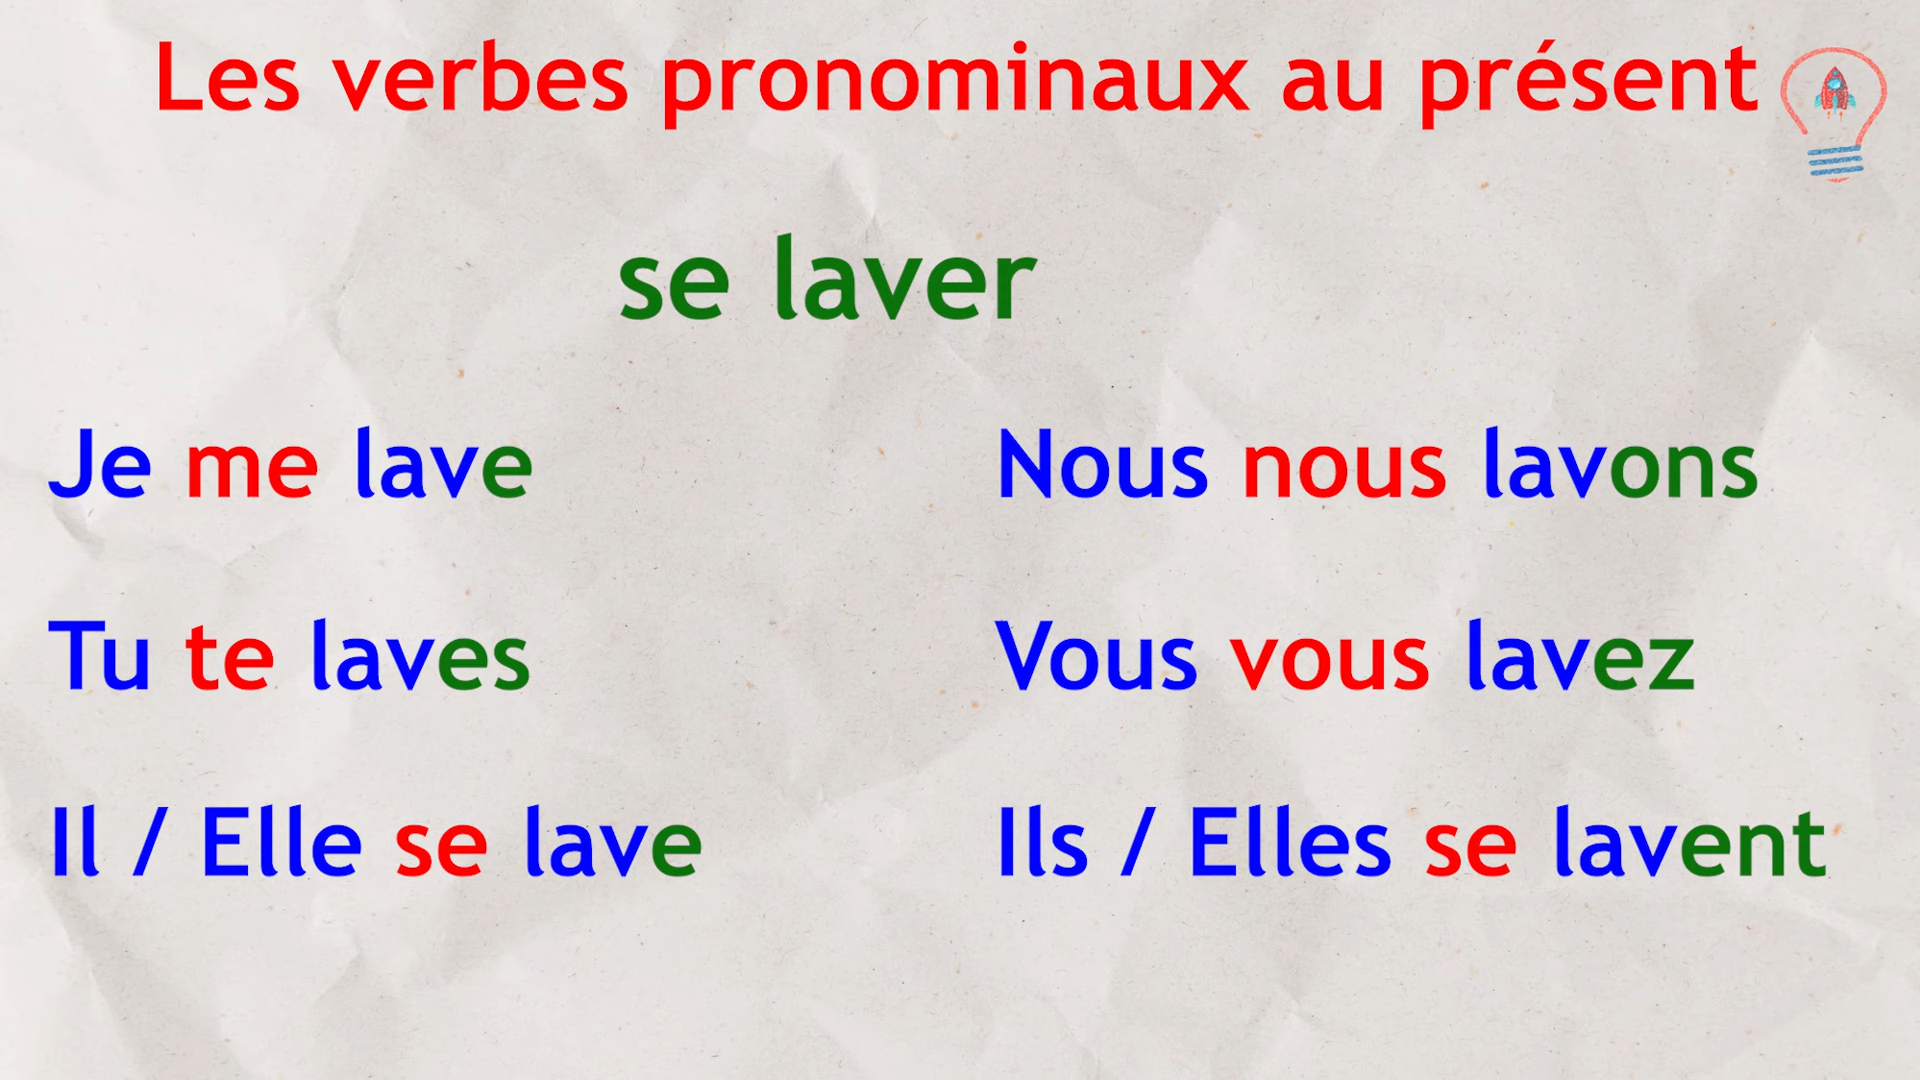 Les verbes pronominaux au présent
se laver
Je me lave
Tu te laves
Il / Elle se lave
Nous nous lavons
Vous vous lavez
Ils / Elles se lavent